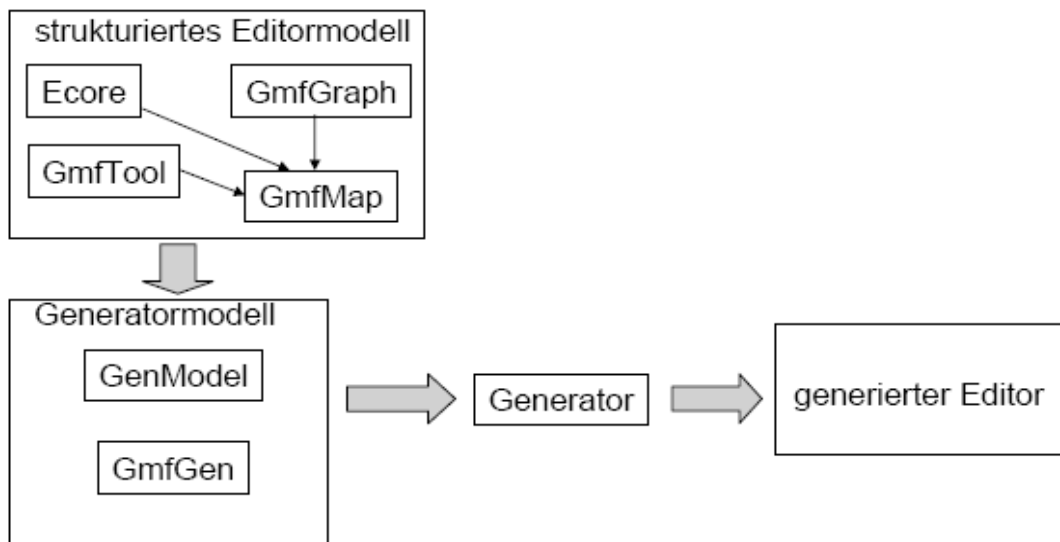 strukturiertes Editormodell
Ecore
GmfGraph
GmfTool
GmfMap
Generatormodell
GenModel
GmfGen
Generator
generierter Editor